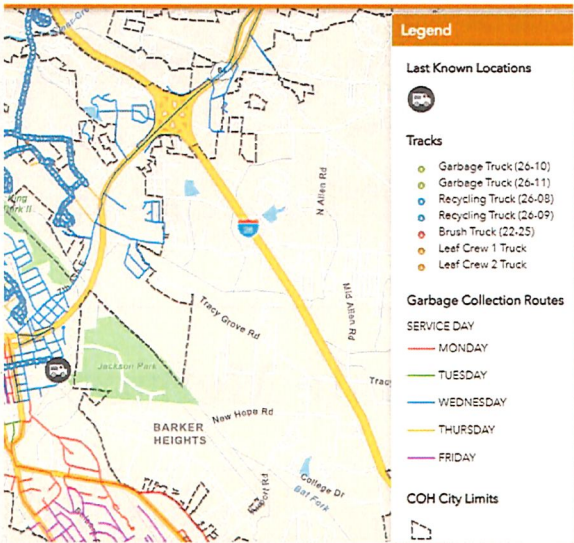 Legend
Last Known Locations
Tracks
Garbage Truck (26-10)
Garbage Truck (26-11)
Recycling Truck (26-08)
Recycling Truck (26-09)
Brush Truck (22-25)
Leaf Crew 1 Truck
Leaf Crew 2 Truck
Garbage Collection Routes
SERVICE DAY
MONDAY
TUESDAY
WEDNESDAY
THURSDAY
FRIDAY
COH City Limits
64
26
N Allen Rd
Mid Allen Rd
Tracy Grove Rd
Jackson Park
Tracy
New Hope Rd
BARKER
HEIGHTS
College Dr
Bat Fork